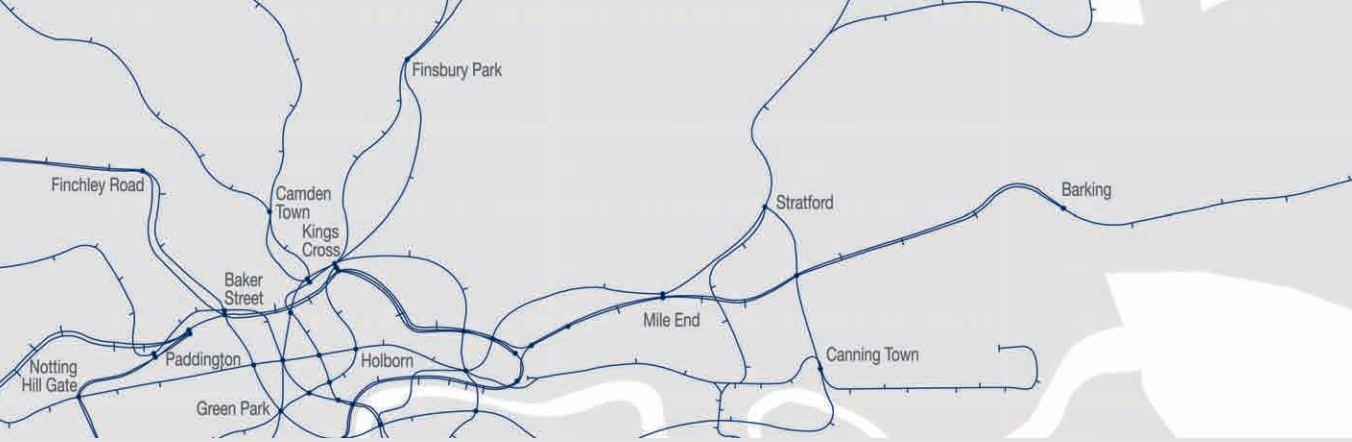 Finsbury Park
Finchley Road
Camden
Town
Kings
Cross
Stratford
Barking
Baker
Street
Mile End
Notting
Hill Gate
Paddington
Holborn
Canning Town
Green Park